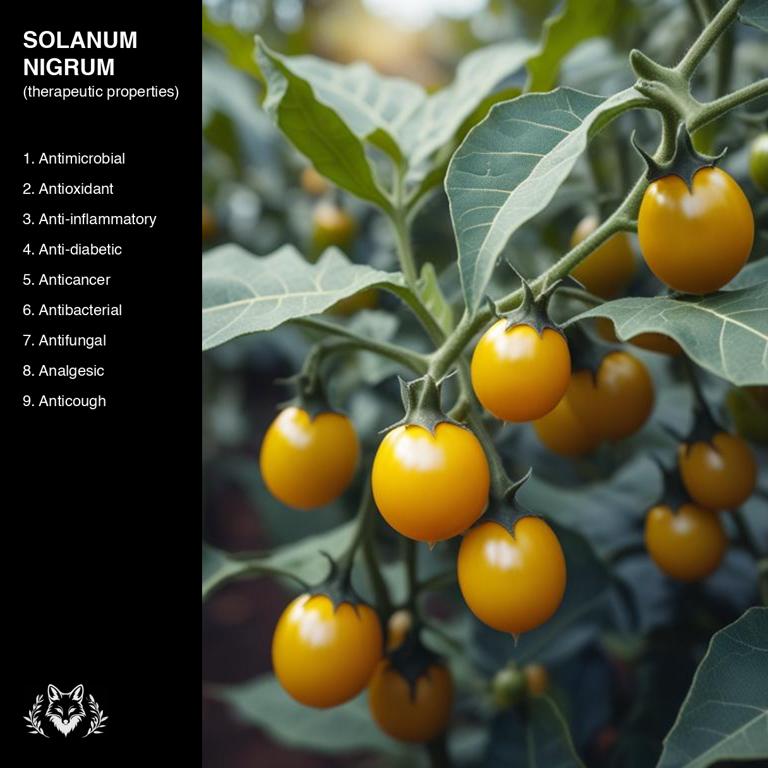 SOLANUM
NIGRUM
(therapeutic properties)
1. Antimicrobial
2. Antioxidant
3. Anti-inflammatory
4. Anti-diabetic
5. Anticancer
6. Antibacterial
7. Antifungal
8. Analgesic
9. Anticough